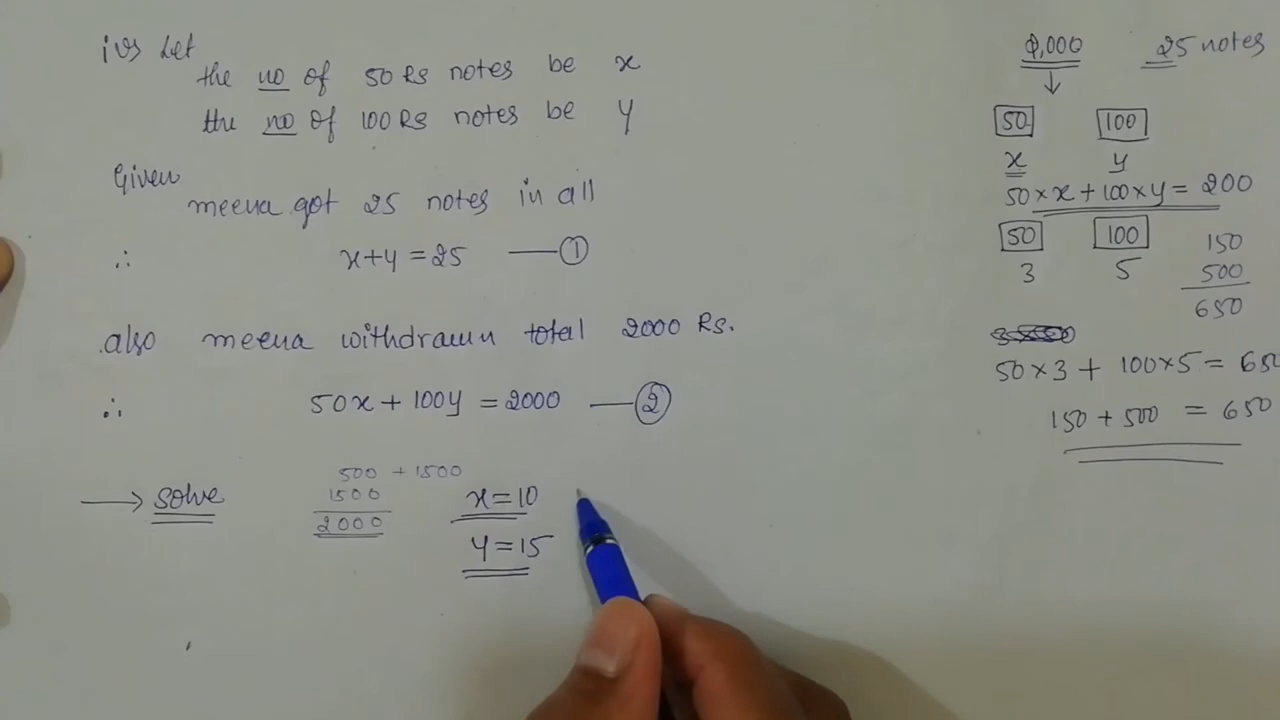 iv> Let
the no of 50 Rs notes be x
the no of 100 Rs notes be y
Given
meena got 25 notes in all
∴ x+y=25 —①
also meena withdrawn total 2000 Rs.
∴ 50x+100y=2000 —②
→ solve
500 +1500
1500
2000
x=10
y=15
2,000 25 notes
↓
50 100
x y
50×x+100×y=200
50 100
3 5
150
500
650
50×3+100×5=650
150+500=650